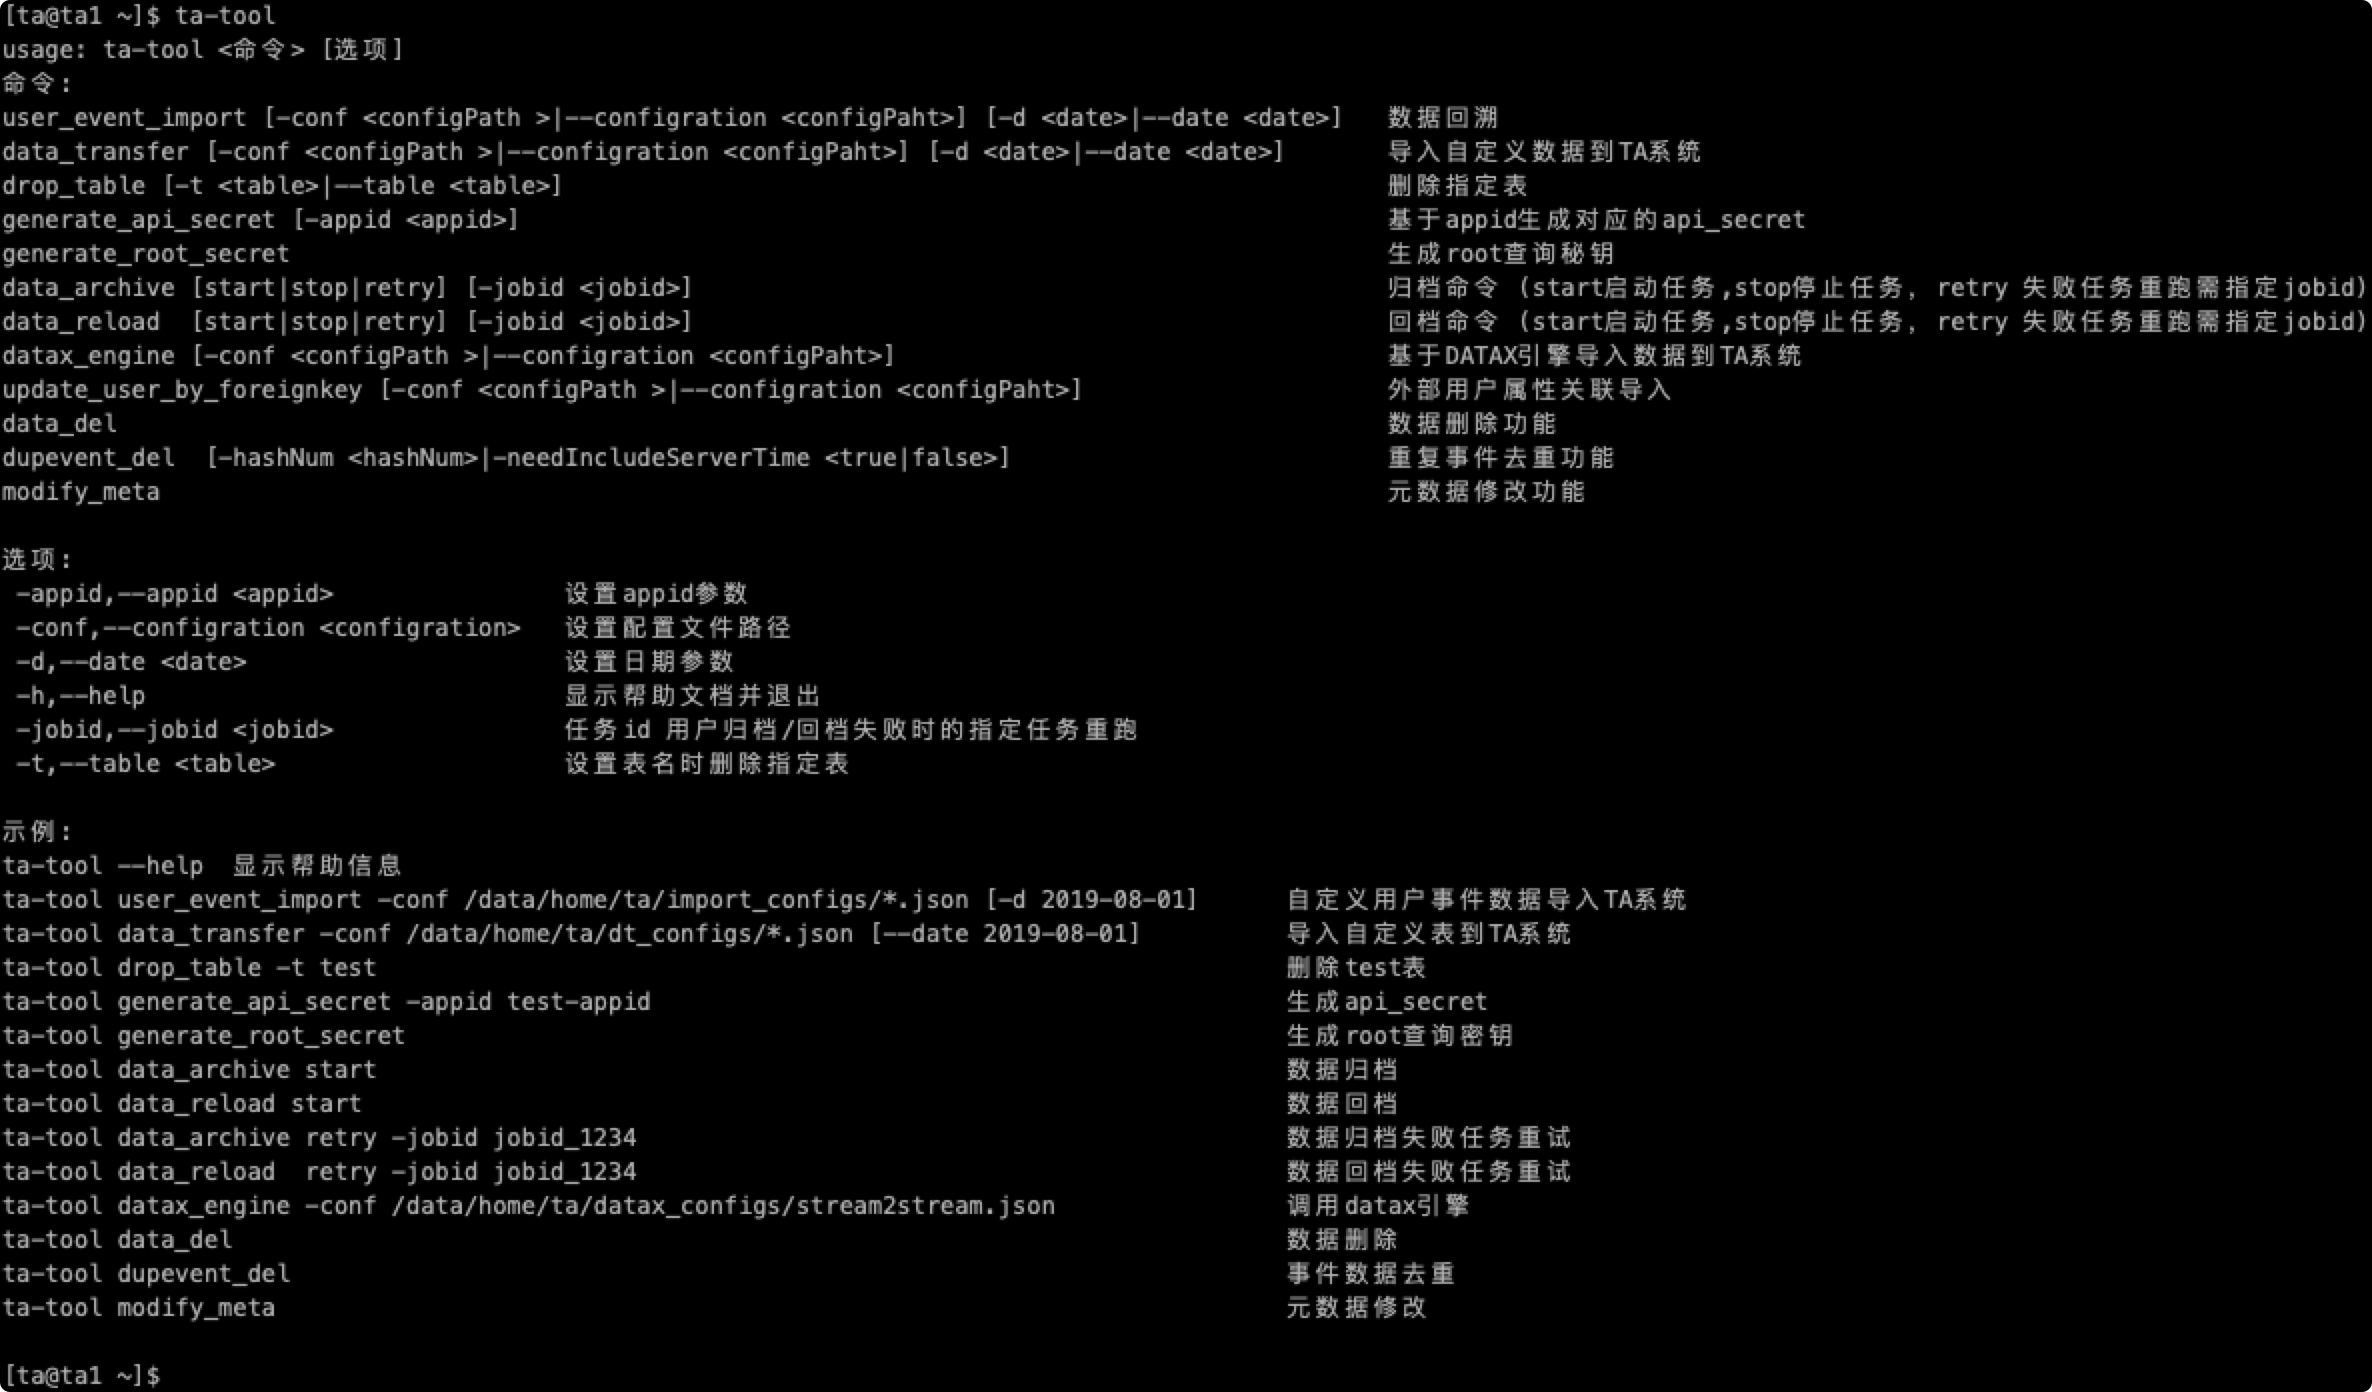 [ta@ta1 ~]$ ta-tool
usage: ta-tool <命令> [选项]
命令:
user_event_import [-conf <configPath >|--configration <configPaht>] [-d <date>|--date <date>] 数据回溯
data_transfer [-conf <configPath >|--configration <configPaht>] [-d <date>|--date <date>] 导入自定义数据到TA系统
drop_table [-t <table>|--table <table>] 删除指定表
generate_api_secret [-appid <appid>] 基于appid生成对应的api_secret
generate_root_secret 生成root查询秘钥
data_archive [start|stop|retry] [-jobid <jobid>] 归档命令 (start启动任务,stop停止任务, retry 失败任务重跑需指定jobid)
data_reload  [start|stop|retry] [-jobid <jobid>] 回档命令 (start启动任务,stop停止任务, retry 失败任务重跑需指定jobid)
datax_engine [-conf <configPath >|--configration <configPaht>] 基于DATAX引擎导入数据到TA系统
update_user_by_foreignkey [-conf <configPath >|--configration <configPaht>] 外部用户属性关联导入
data_del 数据删除功能
dupevent_del  [-hashNum <hashNum>|-needIncludeServerTime <true|false>] 重复事件去重功能
modify_meta 元数据修改功能
选项:
-appid,--appid <appid> 设置appid参数
-conf,--configration <configration> 设置配置文件路径
-d,--date <date> 设置日期参数
-h,--help 显示帮助文档并退出
-jobid,--jobid <jobid> 任务id 用户归档/回档失败时的指定任务重跑
-t,--table <table> 设置表名时删除指定表
示例:
ta-tool --help  显示帮助信息
ta-tool user_event_import -conf /data/home/ta/import_configs/*.json [-d 2019-08-01] 自定义用户事件数据导入TA系统
ta-tool data_transfer -conf /data/home/ta/dt_configs/*.json [--date 2019-08-01] 导入自定义表到TA系统
ta-tool drop_table -t test 删除test表
ta-tool generate_api_secret -appid test-appid 生成api_secret
ta-tool generate_root_secret 生成root查询密钥
ta-tool data_archive start 数据归档
ta-tool data_reload start 数据回档
ta-tool data_archive retry -jobid jobid_1234 数据归档失败任务重试
ta-tool data_reload  retry -jobid jobid_1234 数据回档失败任务重试
ta-tool datax_engine -conf /data/home/ta/datax_configs/stream2stream.json 调用datax引擎
ta-tool data_del 数据删除
ta-tool dupevent_del 事件数据去重
ta-tool modify_meta 元数据修改
[ta@ta1 ~]$